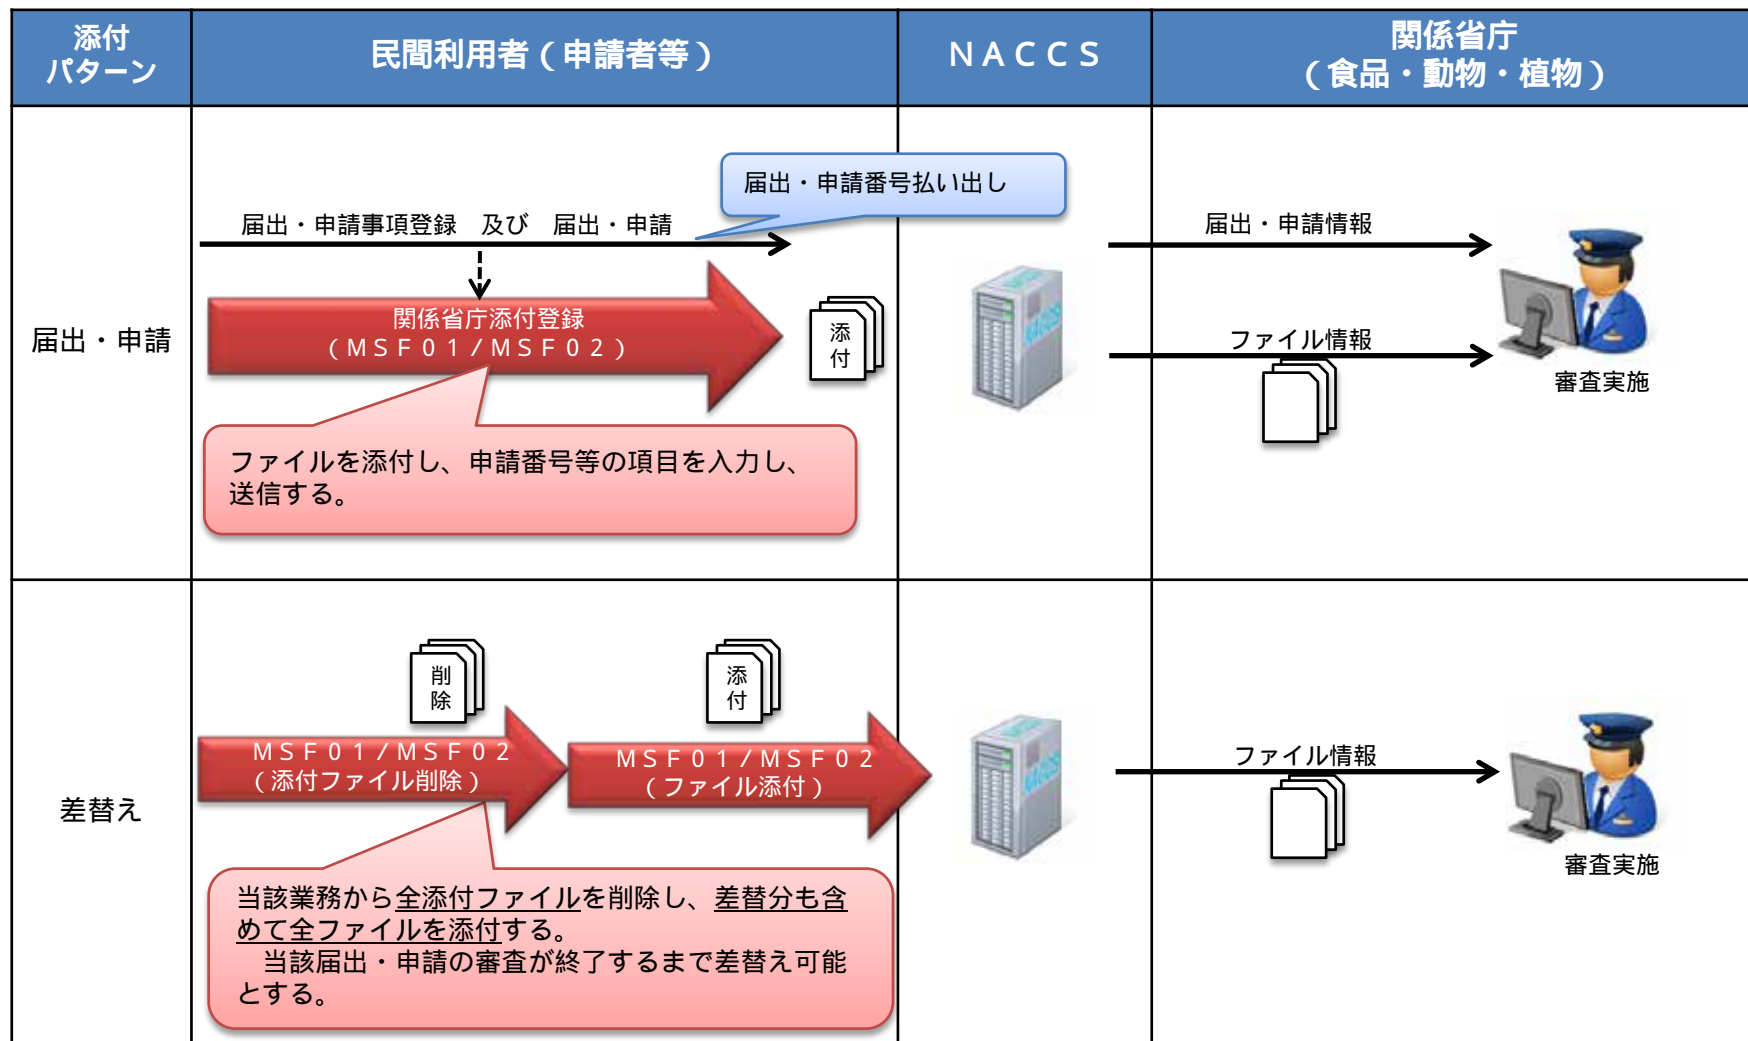 添付
パターン
民間利用者（申請者等）
ＮＡＣＣＳ
関係省庁
（食品・動物・植物）
届出・申請
届出・申請番号払い出し
届出・申請事項登録　及び　届出・申請
関係省庁添付登録
（ＭＳＦ０１／ＭＳＦ０２）
添
付
ファイルを添付し、申請番号等の項目を入力し、
送信する。
NACCS
届出・申請情報
ファイル情報
審査実施
差替え
削
除
添
付
ＭＳＦ０１／ＭＳＦ０２
（添付ファイル削除）
ＭＳＦ０１／ＭＳＦ０２
（ファイル添付）
当該業務から全添付ファイルを削除し、差替分も含
めて全ファイルを添付する。
　当該届出・申請の審査が終了するまで差替え可能
とする。
NACCS
ファイル情報
審査実施